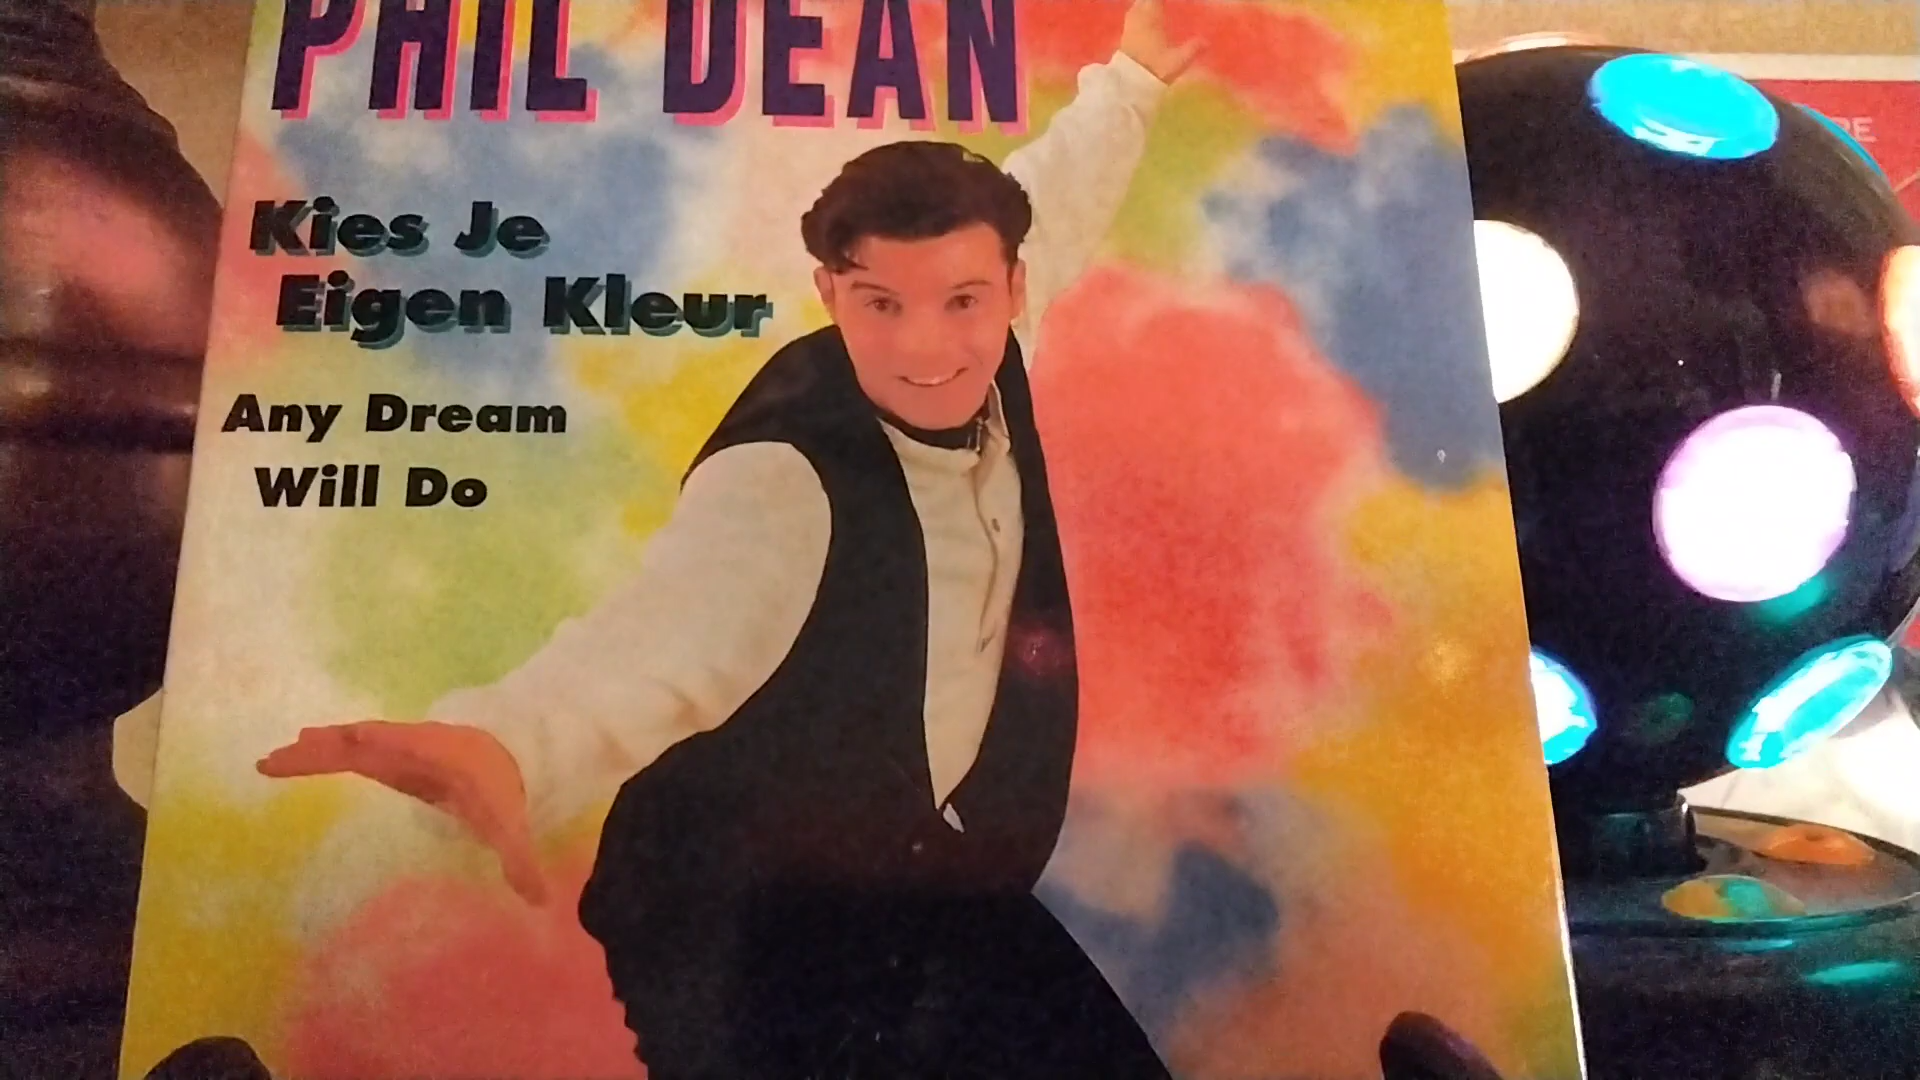 PHIL DEAN
Kies Je
Eigen Kleur
Any Dream
Will Do